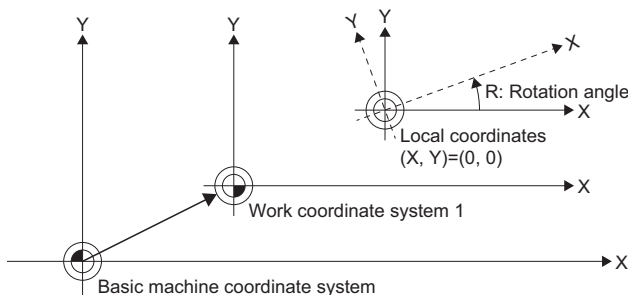 Y
Y
Y
Y
X
R: Rotation angle
X
Local coordinates
(X, Y)=(0, 0)
X
Work coordinate system 1
X
Basic machine coordinate system